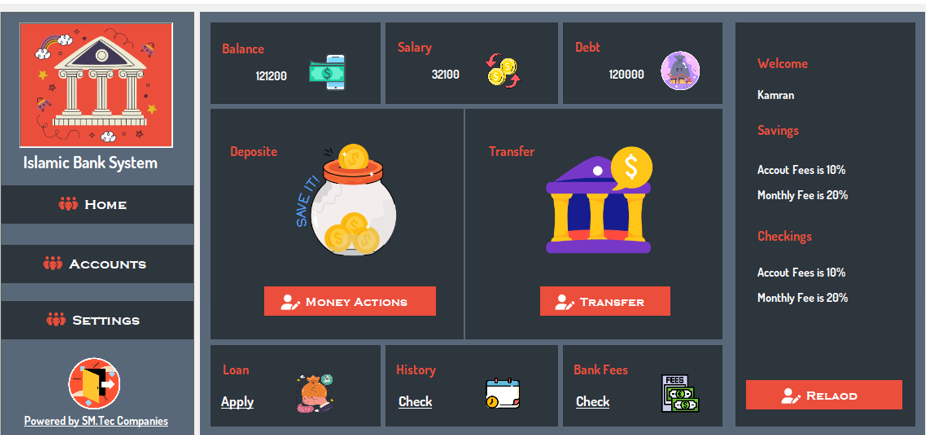 Islamic Bank System
Home
Accounts
Settings
Powered by SM.Tec Companies
Balance
121200
Salary
32100
Debt
120000
Deposite
SAVE IT!
Money Actions
Transfer
$
Transfer
Loan
Apply
History
Check
Bank Fees
Check
FEES
Welcome
Kamran
Savings
Accout Fees is 10%
Monthly Fee is 20%
Checkings
Accout Fees is 10%
Monthly Fee is 20%
Relaod